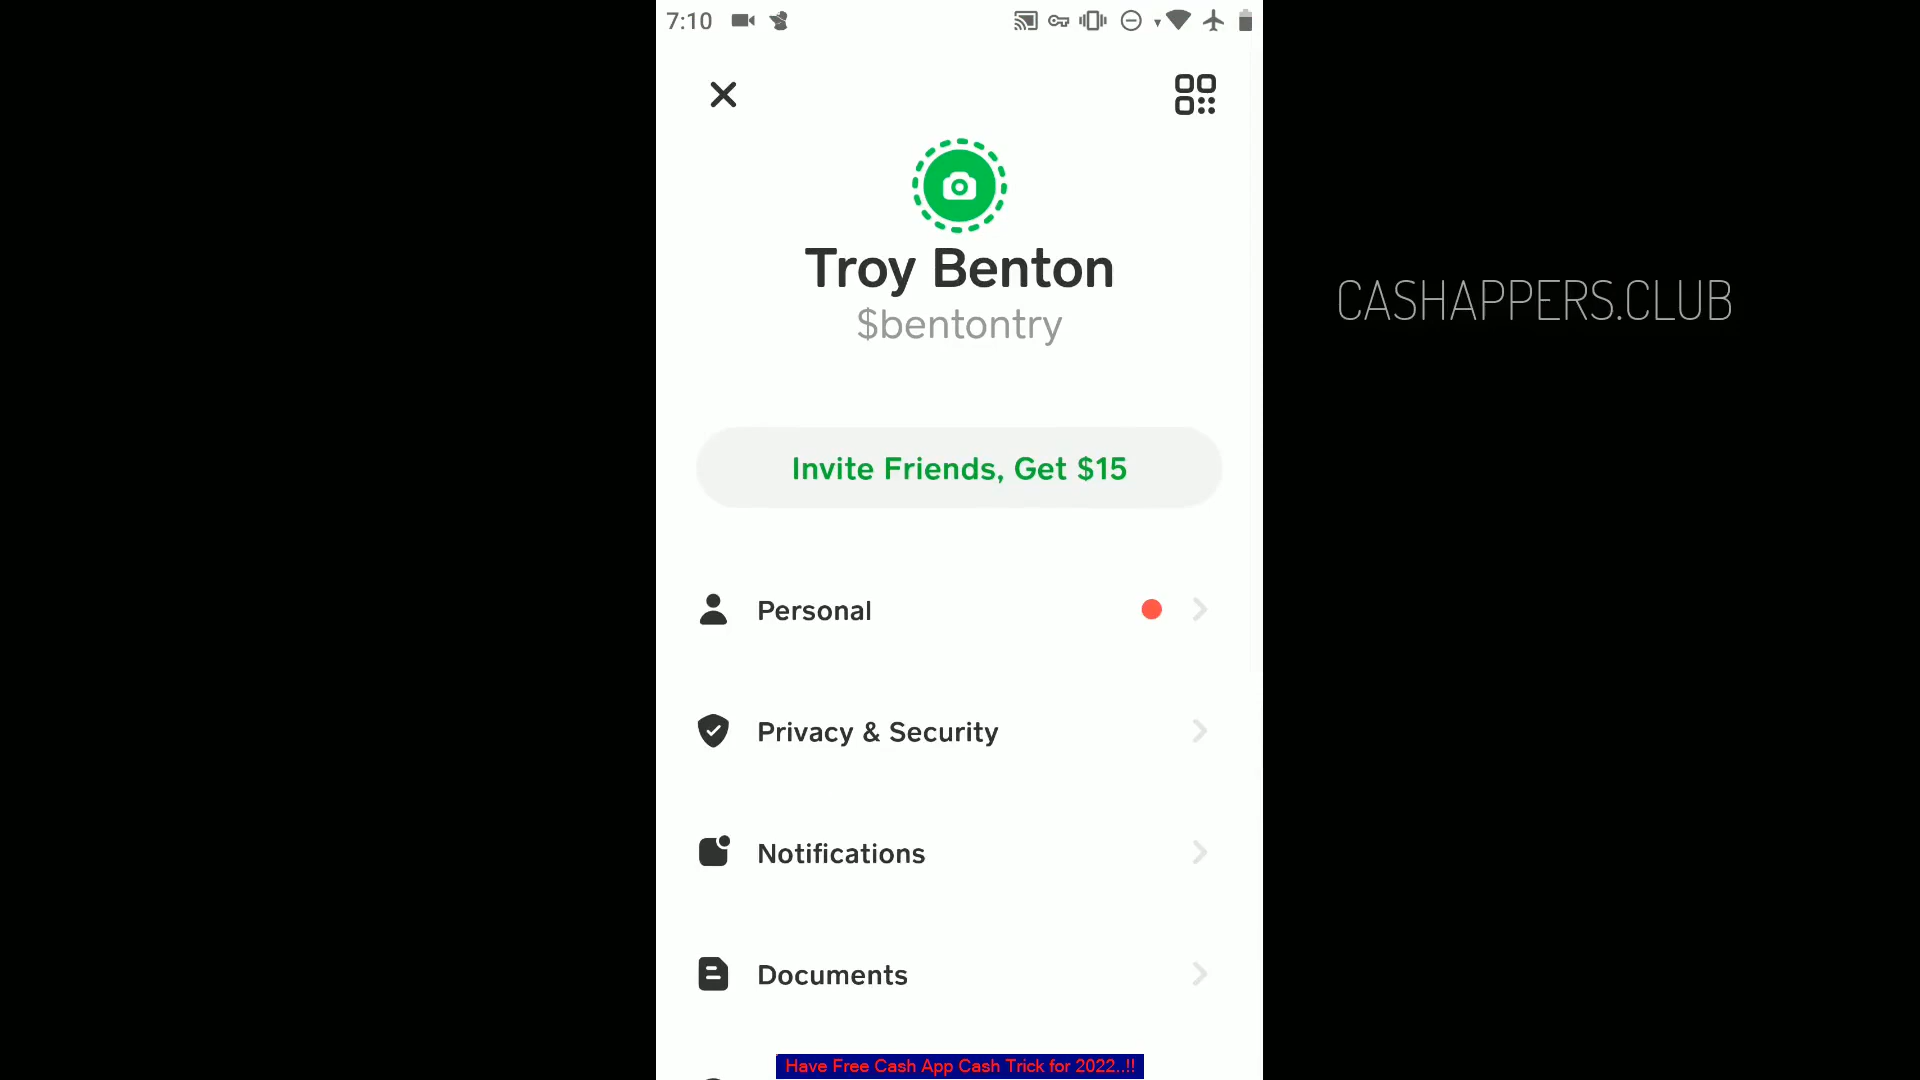 7:10
Troy Benton
$bentontry
CASHAPPERS.CLUB
Invite Friends, Get $15
Personal
Privacy & Security
Notifications
Documents
Have Free Cash App Cash Trick for 2022..!!